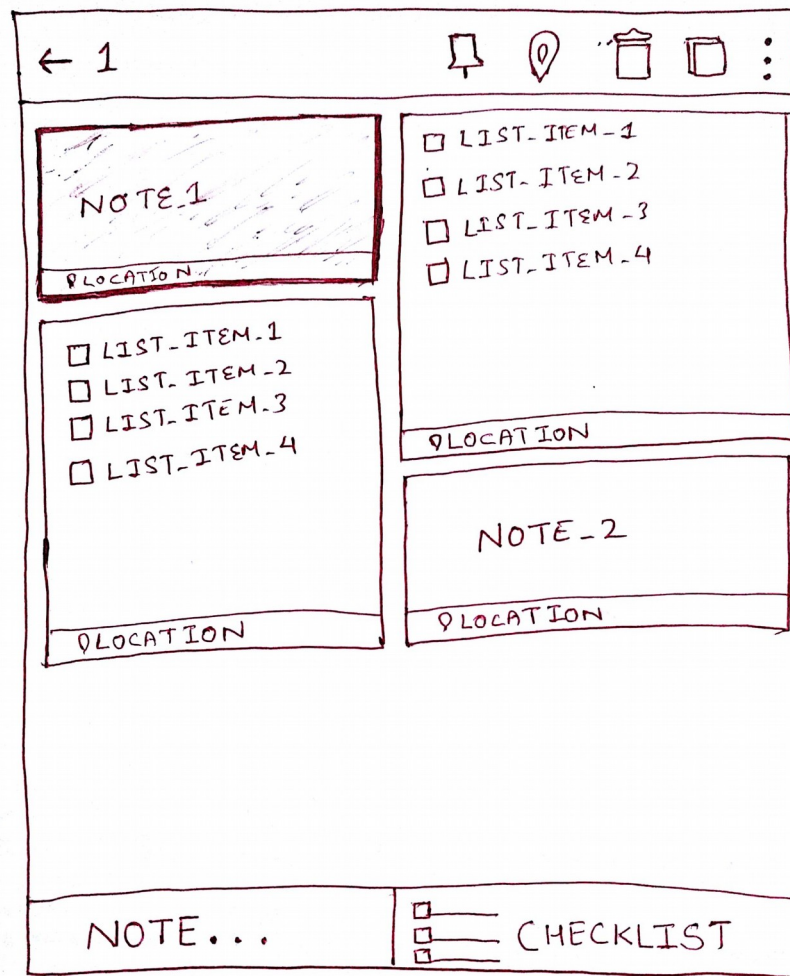 ← 1
NOTE_1
LOCATION
LIST_ITEM_1
LIST_ITEM_2
LIST_ITEM_3
LIST_ITEM_4
LOCATION
LIST_ITEM_1
LIST_ITEM_2
LIST_ITEM_3
LIST_ITEM_4
LOCATION
NOTE_2
LOCATION
NOTE...
CHECKLIST